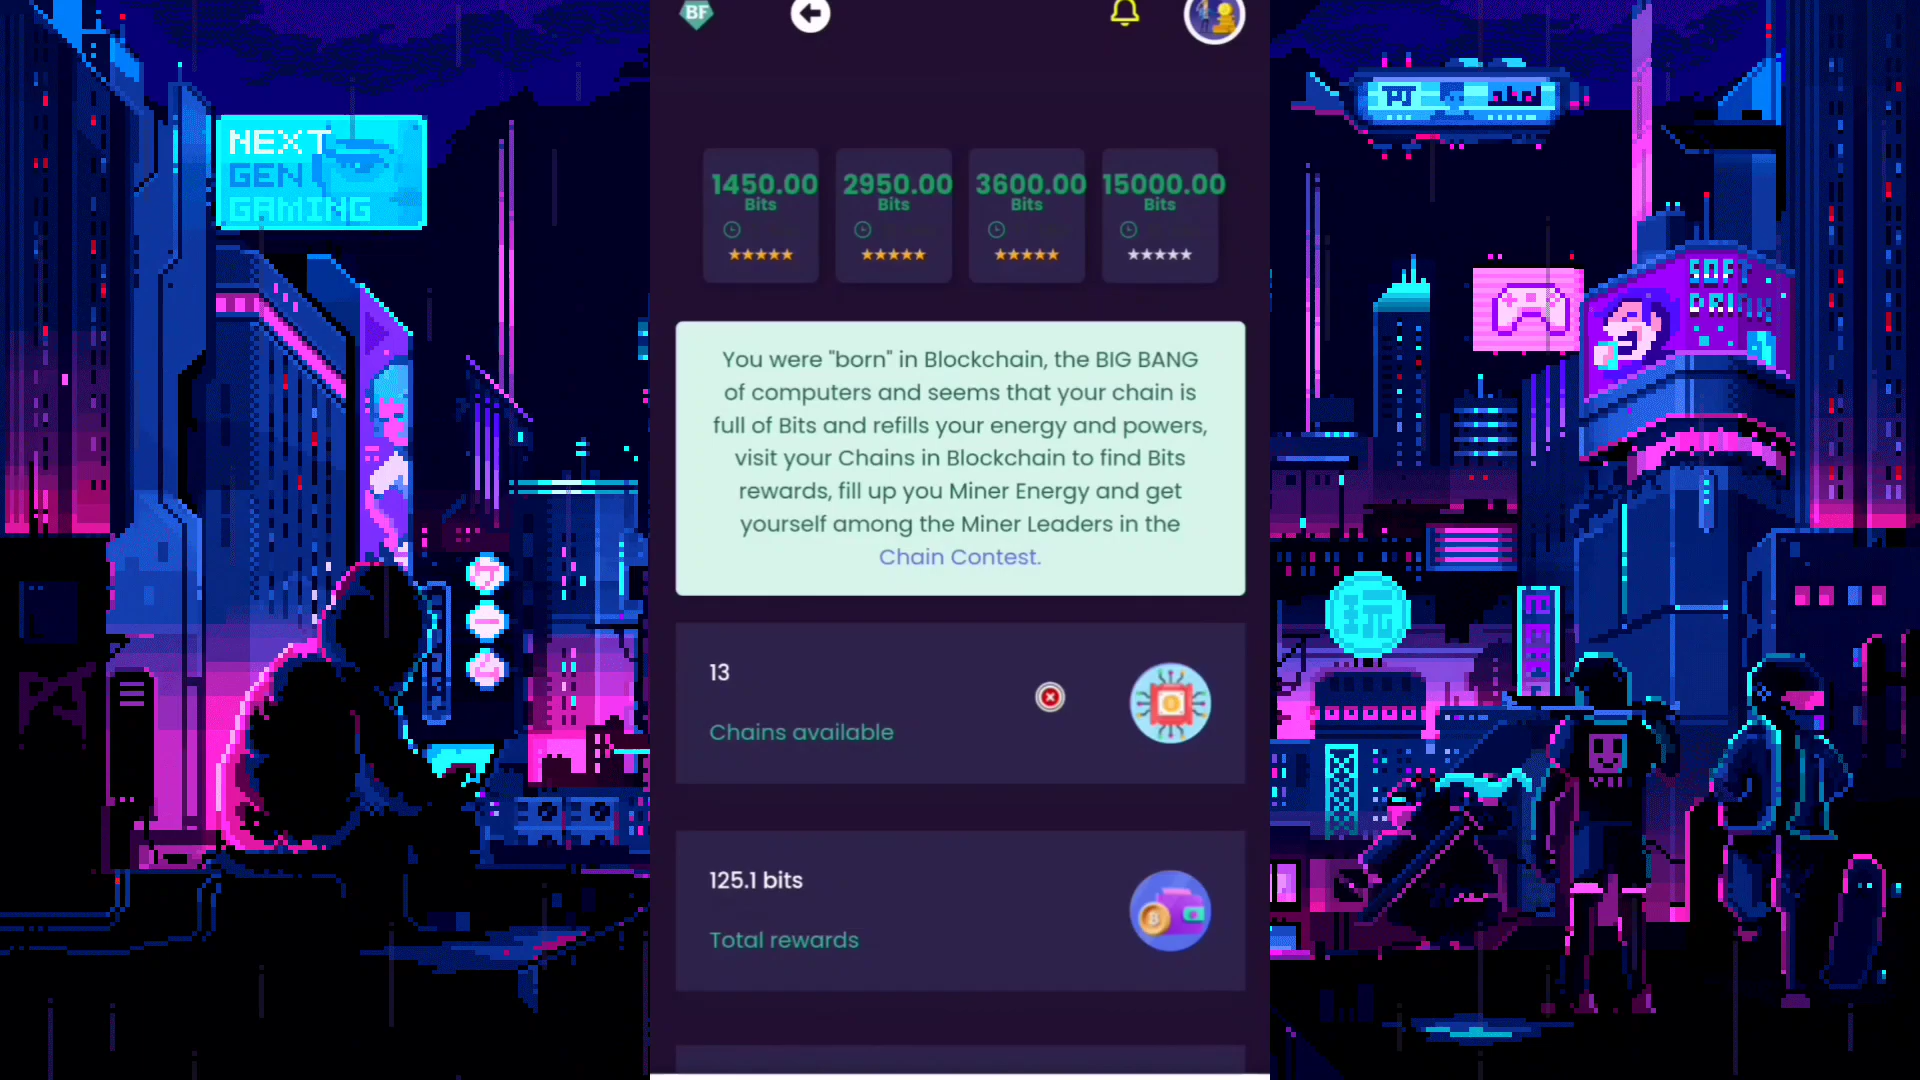 BF
NEXT
GEN
GAMING
1450.00
Bits
2950.00
Bits
3600.00
Bits
15000.00
Bits
You were "born" in Blockchain, the BIG BANG
of computers and seems that your chain is
full of Bits and refills your energy and powers,
visit your Chains in Blockchain to find Bits
rewards, fill up you Miner Energy and get
yourself among the Miner Leaders in the
Chain Contest.
13
Chains available
125.1 bits
Total rewards
SOFT
DRINK